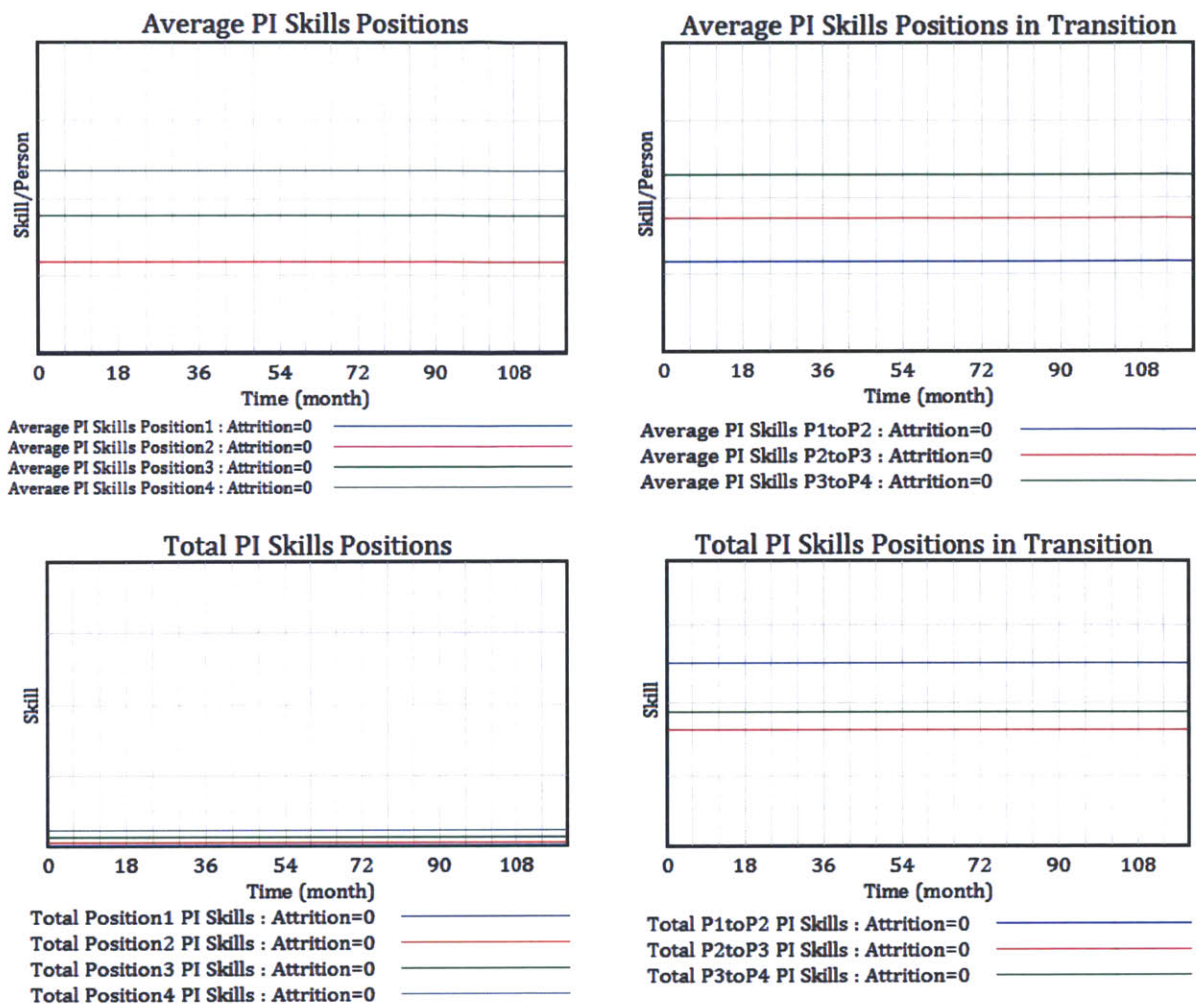 Average PI Skills Positions
Skill/Person
0 18 36 54 72 90 108
Time (month)
Average PI Skills Position1 : Attrition=0
Average PI Skills Position2 : Attrition=0
Average PI Skills Position3 : Attrition=0
Average PI Skills Position4 : Attrition=0
Average PI Skills Positions in Transition
Skill/Person
0 18 36 54 72 90 108
Time (month)
Average PI Skills P1toP2 : Attrition=0
Average PI Skills P2toP3 : Attrition=0
Average PI Skills P3toP4 : Attrition=0
Total PI Skills Positions
Skill
0 18 36 54 72 90 108
Time (month)
Total Position1 PI Skills : Attrition=0
Total Position2 PI Skills : Attrition=0
Total Position3 PI Skills : Attrition=0
Total Position4 PI Skills : Attrition=0
Total PI Skills Positions in Transition
Skill
0 18 36 54 72 90 108
Time (month)
Total P1toP2 PI Skills : Attrition=0
Total P2toP3 PI Skills : Attrition=0
Total P3toP4 PI Skills : Attrition=0